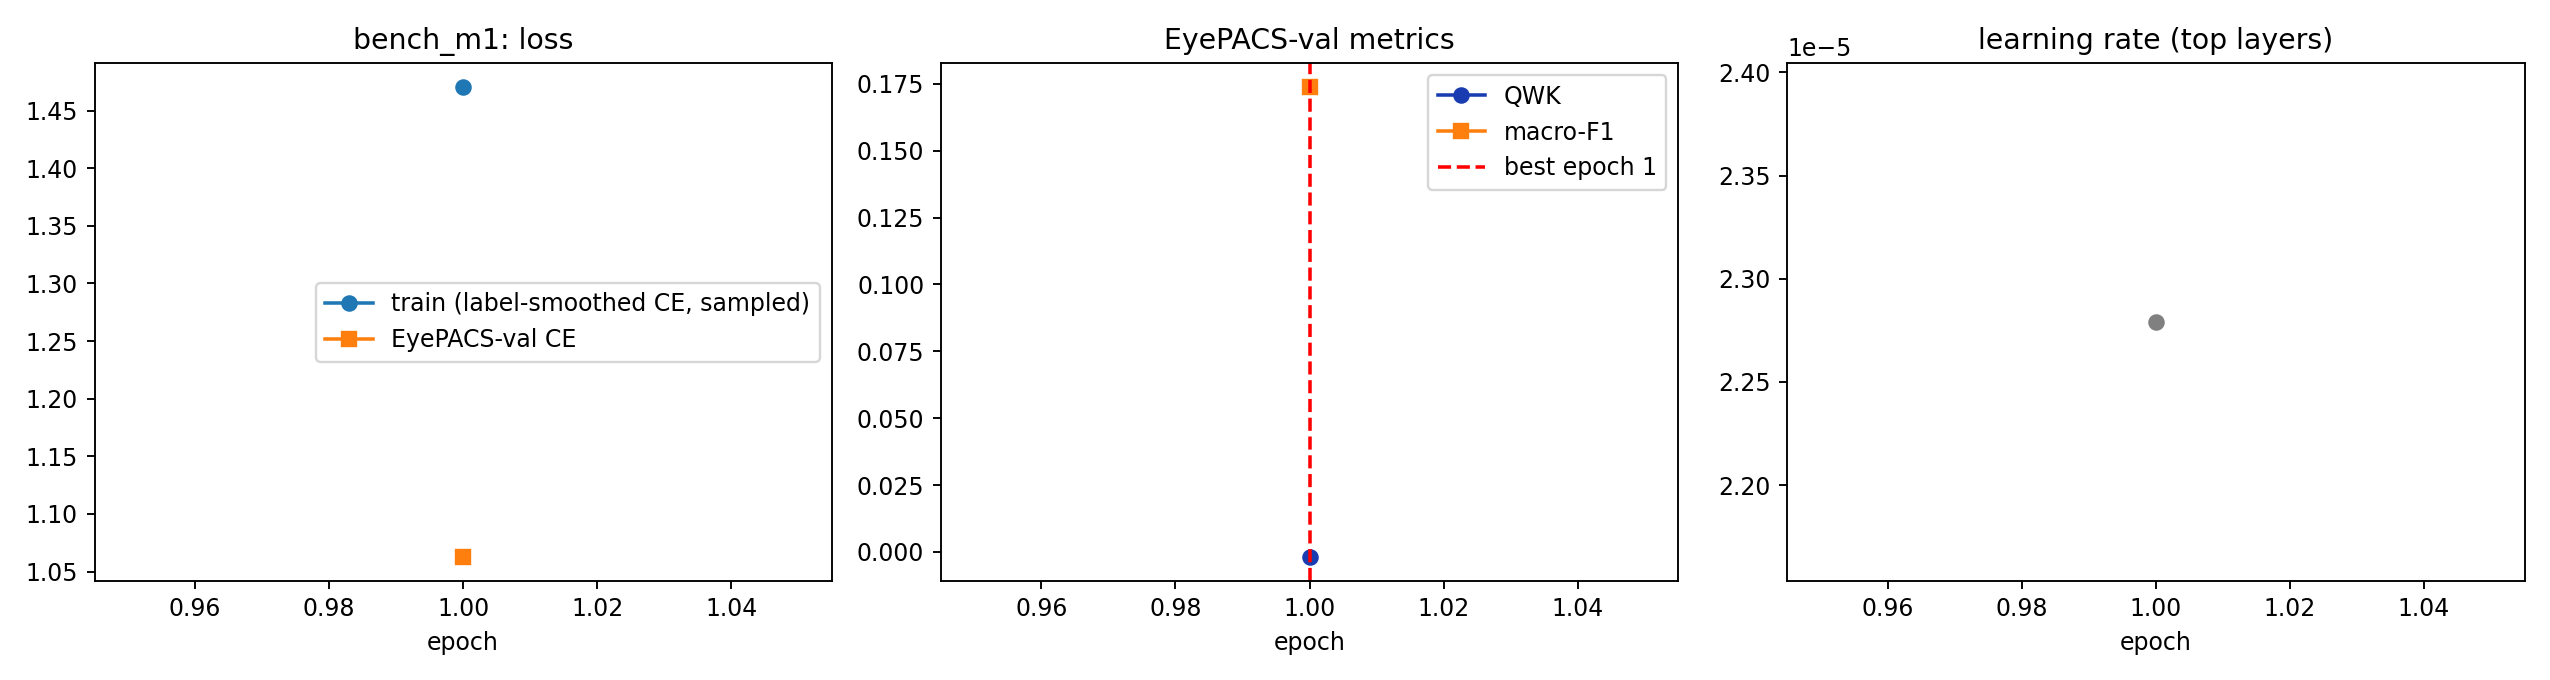 bench_m1: loss
1.45
1.40
1.35
1.30
1.25
1.20
1.15
1.10
1.05
train (label-smoothed CE, sampled)
EyePACS-val CE
0.96 0.98 1.00 1.02 1.04
epoch
EyePACS-val metrics
0.175
0.150
0.125
0.100
0.075
0.050
0.025
0.000
QWK
macro-F1
best epoch 1
0.96 0.98 1.00 1.02 1.04
epoch
learning rate (top layers)
1e−5
2.40
2.35
2.30
2.25
2.20
0.96 0.98 1.00 1.02 1.04
epoch